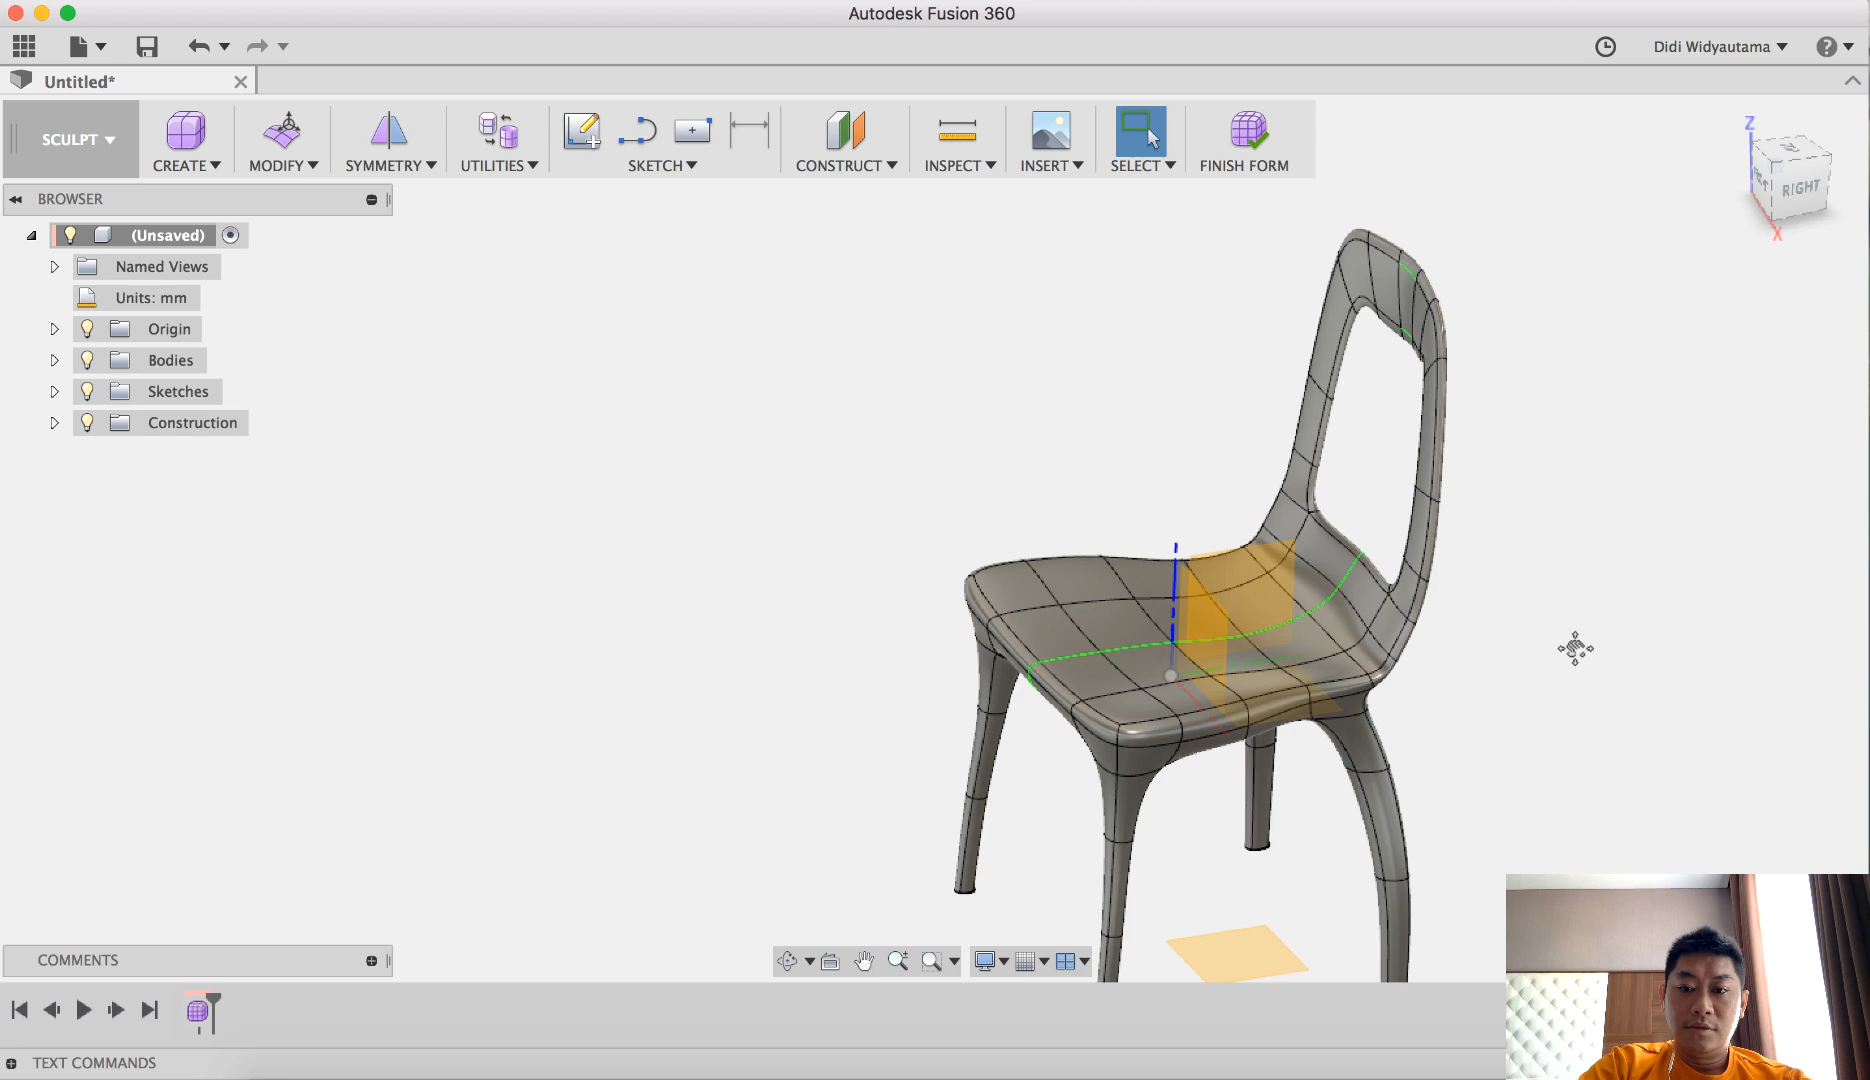 Autodesk Fusion 360
Didi Widyautama
Untitled*
SCULPT
CREATE
MODIFY
SYMMETRY
UTILITIES
SKETCH
CONSTRUCT
INSPECT
INSERT
SELECT
FINISH FORM
BROWSER
(Unsaved)
Named Views
Units: mm
Origin
Bodies
Sketches
Construction
Z
RIGHT
X
COMMENTS
TEXT COMMANDS